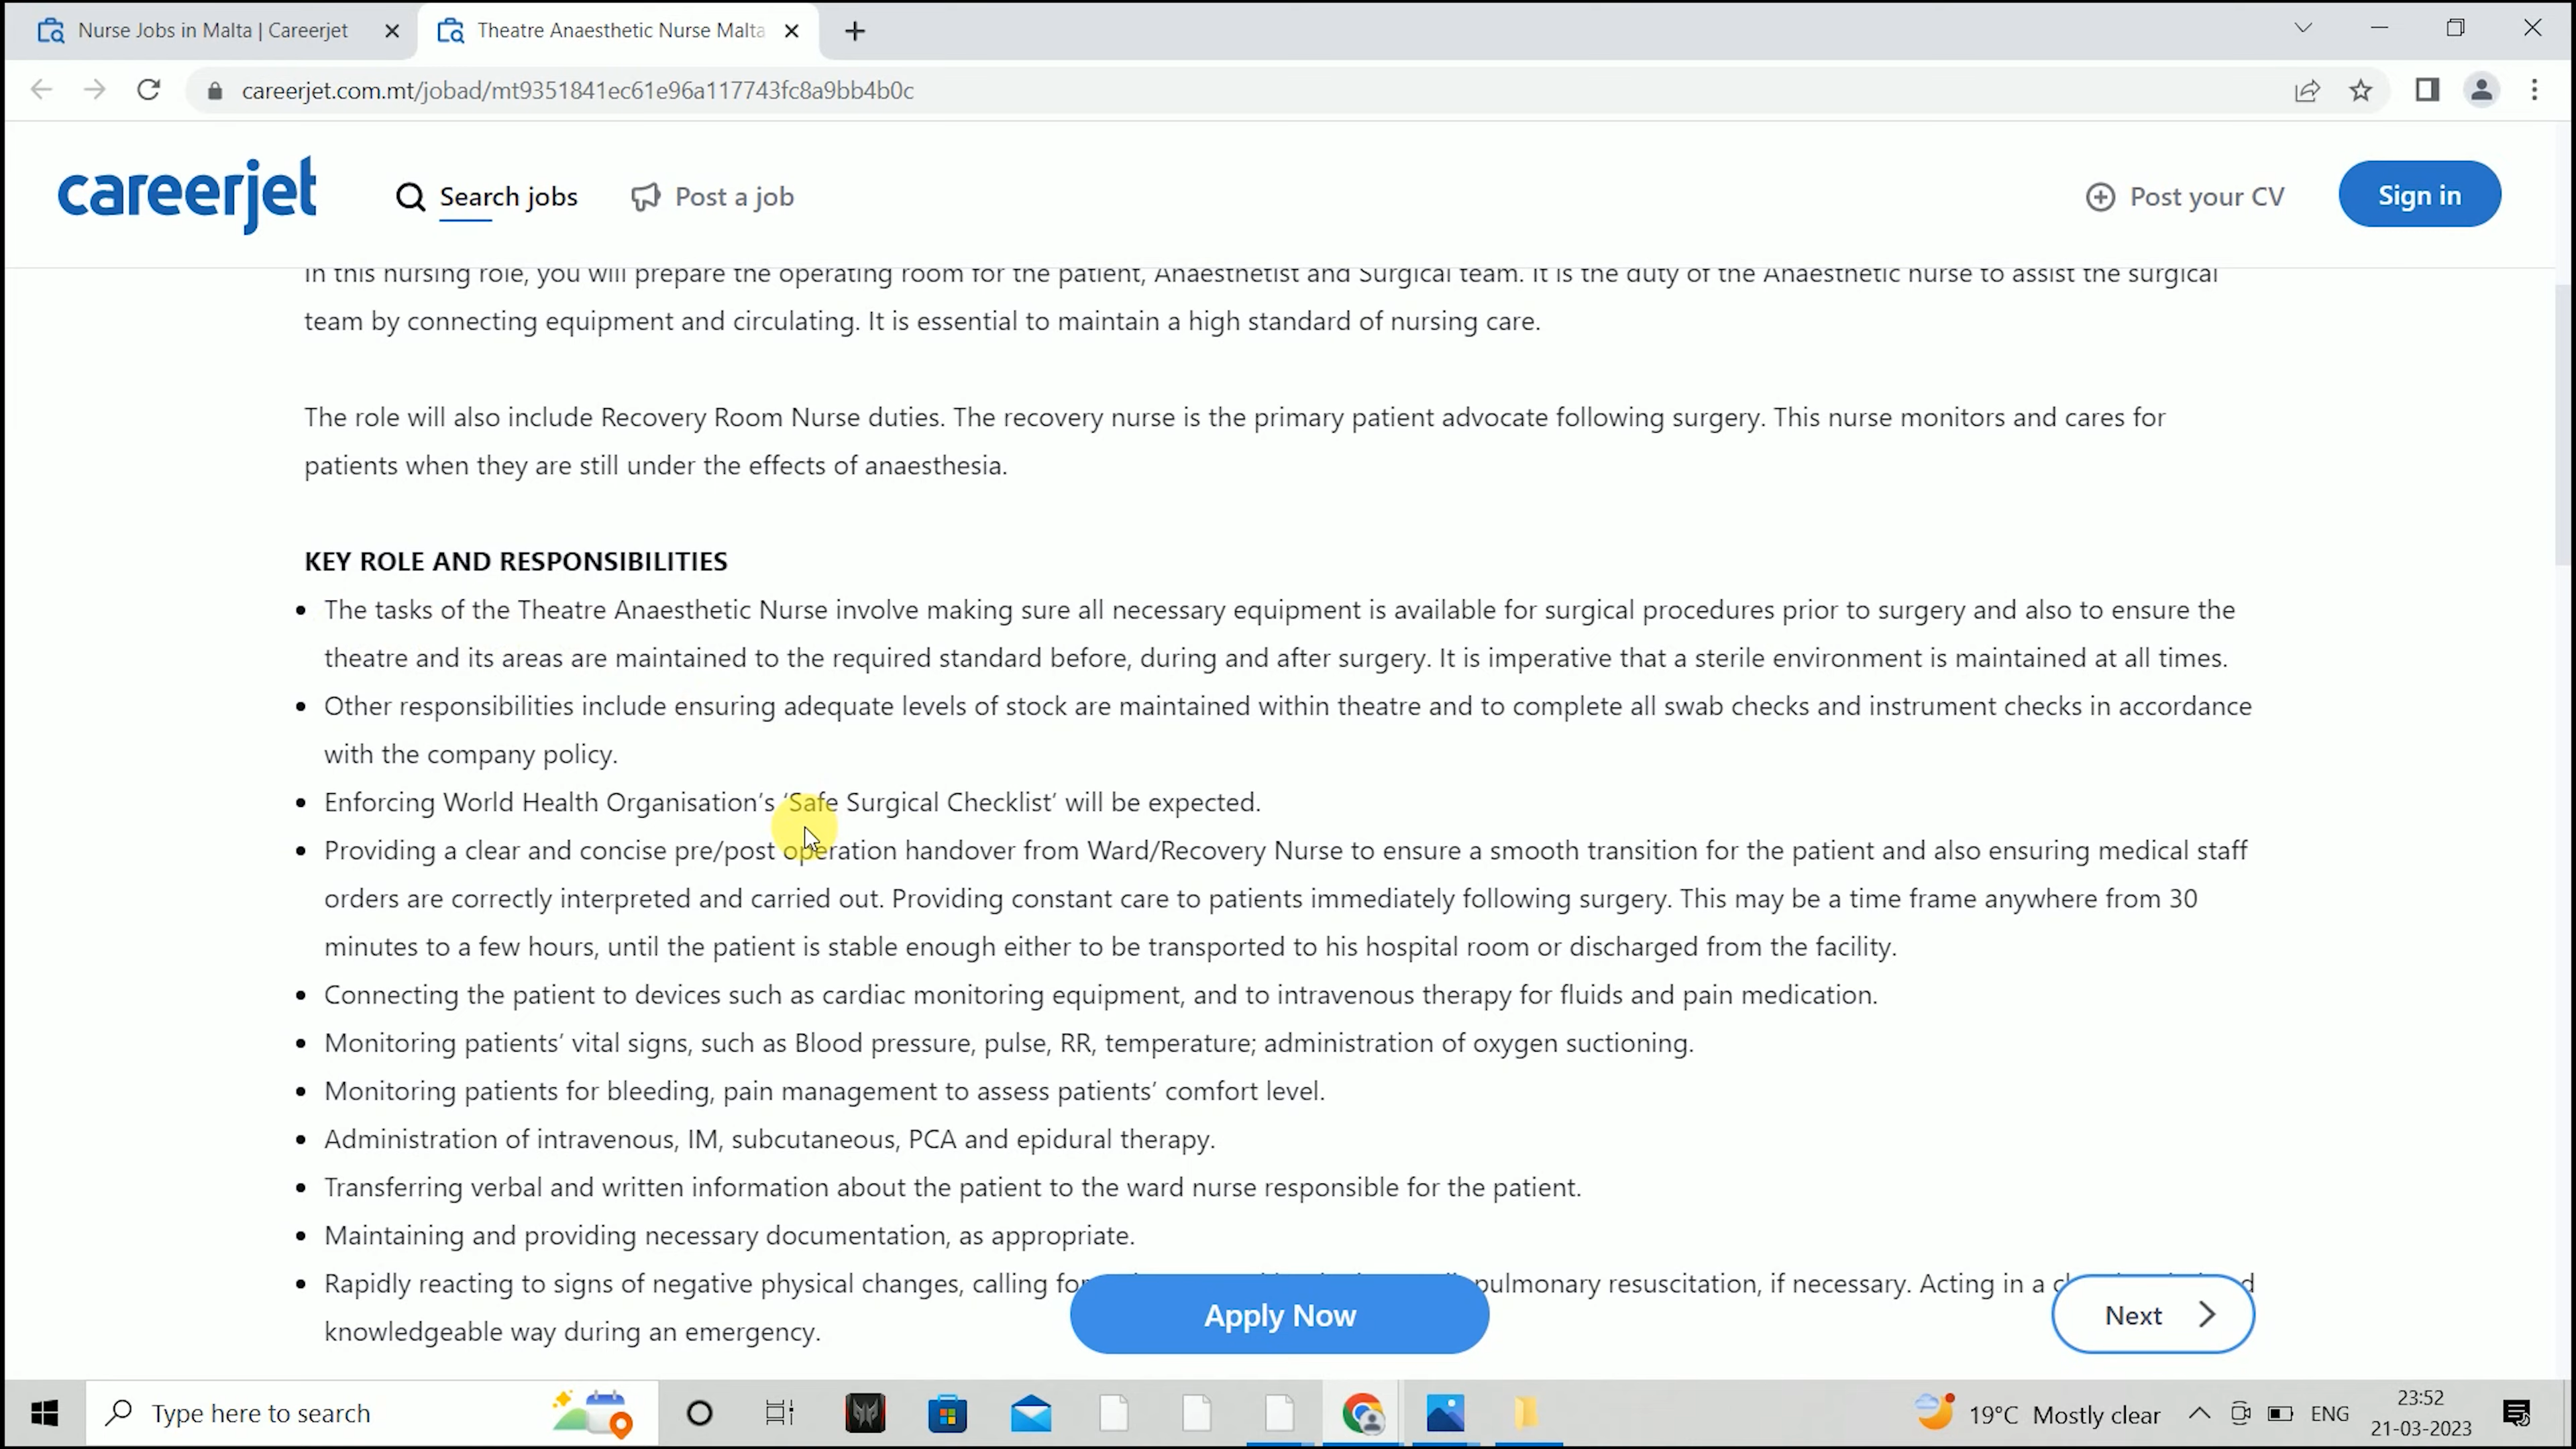 Nurse Jobs in Malta | Careerjet
Theatre Anaesthetic Nurse Malta
careerjet.com.mt/jobad/mt9351841ec61e96a117743fc8a9bb4b0c
careerjet
Search jobs
Post a job
Post your CV
Sign in
In this nursing role, you will prepare the operating room for the patient, Anaesthetist and Surgical team. It is the duty of the Anaesthetic nurse to assist the surgical
team by connecting equipment and circulating. It is essential to maintain a high standard of nursing care.
The role will also include Recovery Room Nurse duties. The recovery nurse is the primary patient advocate following surgery. This nurse monitors and cares for
patients when they are still under the effects of anaesthesia.
KEY ROLE AND RESPONSIBILITIES
• The tasks of the Theatre Anaesthetic Nurse involve making sure all necessary equipment is available for surgical procedures prior to surgery and also to ensure the
theatre and its areas are maintained to the required standard before, during and after surgery. It is imperative that a sterile environment is maintained at all times.
• Other responsibilities include ensuring adequate levels of stock are maintained within theatre and to complete all swab checks and instrument checks in accordance
with the company policy.
• Enforcing World Health Organisation's ‘Safe Surgical Checklist’ will be expected.
• Providing a clear and concise pre/post operation handover from Ward/Recovery Nurse to ensure a smooth transition for the patient and also ensuring medical staff
orders are correctly interpreted and carried out. Providing constant care to patients immediately following surgery. This may be a time frame anywhere from 30
minutes to a few hours, until the patient is stable enough either to be transported to his hospital room or discharged from the facility.
• Connecting the patient to devices such as cardiac monitoring equipment, and to intravenous therapy for fluids and pain medication.
• Monitoring patients’ vital signs, such as Blood pressure, pulse, RR, temperature; administration of oxygen suctioning.
• Monitoring patients for bleeding, pain management to assess patients’ comfort level.
• Administration of intravenous, IM, subcutaneous, PCA and epidural therapy.
• Transferring verbal and written information about the patient to the ward nurse responsible for the patient.
• Maintaining and providing necessary documentation, as appropriate.
• Rapidly reacting to signs of negative physical changes, calling for pulmonary resuscitation, if necessary. Acting in a
knowledgeable way during an emergency.
Apply Now
Next
Type here to search
19°C Mostly clear
ENG
23:52
21-03-2023